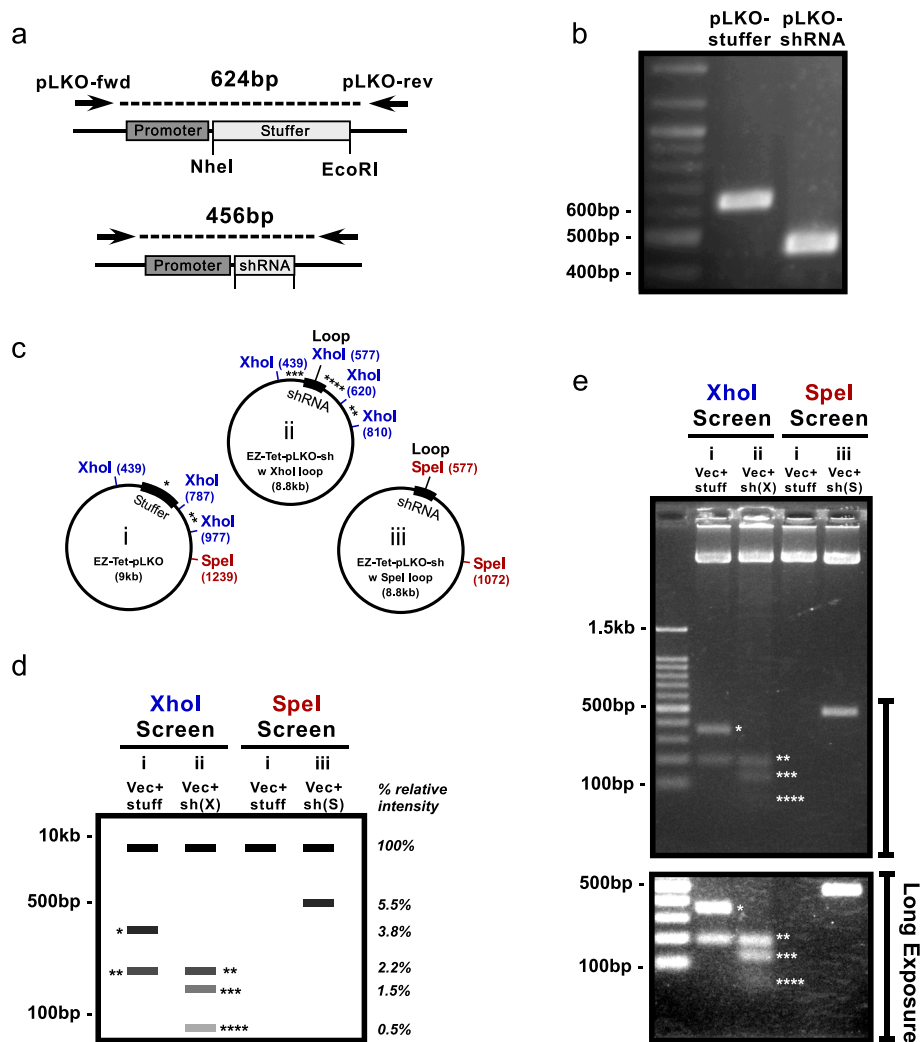 a
624bp
pLKO-fwd
pLKO-rev
Promoter
Stuffer
NheI
EcoRI
456bp
Promoter
shRNA
b
pLKO-
stuffer
pLKO-
shRNA
600bp -
500bp -
400bp -
c
Loop
XhoI (439)
XhoI (577)
***
****
XhoI
(620)
**
XhoI
(810)
shRNA
ii
EZ-Tet-pLKO-sh
w XhoI loop
(8.8kb)
XhoI (439)
*
XhoI
(787)
**
XhoI
(977)
Stuffer
i
EZ-Tet-pLKO
(9kb)
SpeI
(1239)
Loop
SpeI (577)
shRNA
iii
EZ-Tet-pLKO-sh
w SpeI loop
(8.8kb)
SpeI
(1072)
d
XhoI
Screen
SpeI
Screen
i
ii
i
iii
Vec+
stuff
Vec+
sh(X)
Vec+
stuff
Vec+
sh(S)
% relative
intensity
10kb -
100%
500bp -
5.5%
*
3.8%
**
**
2.2%
***
1.5%
100bp -
****
0.5%
e
XhoI
Screen
SpeI
Screen
i
ii
i
iii
Vec+
stuff
Vec+
sh(X)
Vec+
stuff
Vec+
sh(S)
1.5kb -
500bp -
*
**
***
100bp -
****
500bp -
*
**
***
100bp -
****
Long Exposure